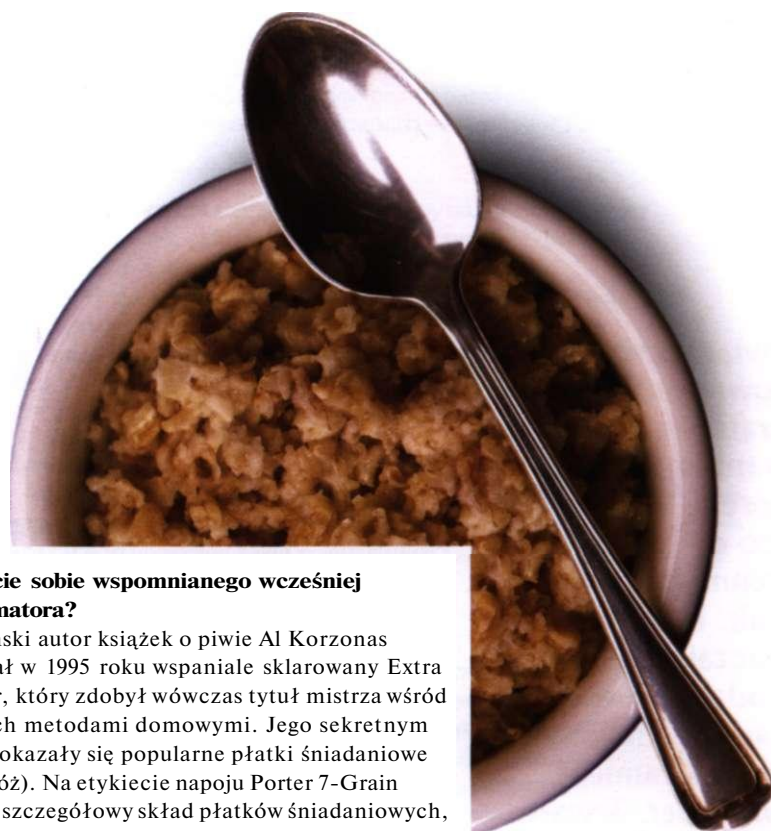 cie sobie wspomnianego wcześniej
natora?
ski autor książek o piwie Al Korzonas
ał w 1995 roku wspaniale sklarowany Extra
, który zdobył wówczas tytuł mistrza wśród
ch metodami domowymi. Jego sekretnym
okazały się popularne płatki śniadaniowe
óż). Na etykiecie napoju Porter 7-Grain
szczegółowy skład płatków śniadaniowych,